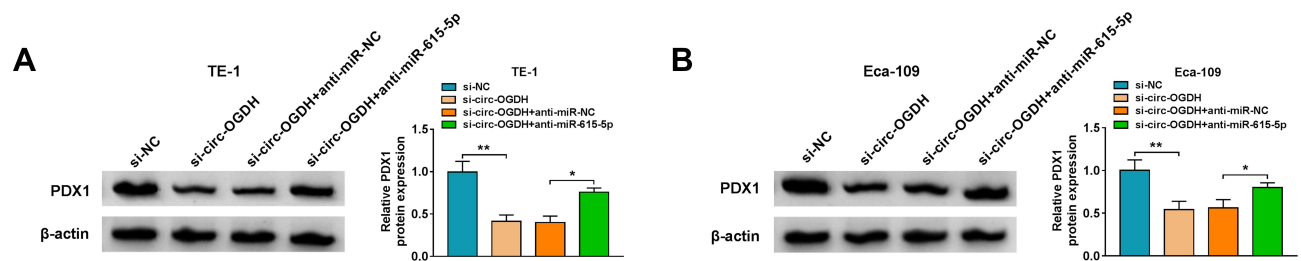 A
TE-1
si-NC
si-circ-OGDH
si-circ-OGDH+anti-miR-NC
si-circ-OGDH+anti-miR-615-5p
PDX1
β-actin
TE-1
si-NC
si-circ-OGDH
si-circ-OGDH+anti-miR-NC
si-circ-OGDH+anti-miR-615-5p
Relative PDX1
protein expression
1.5
1.0
0.5
0.0
**
*
B
Eca-109
si-NC
si-circ-OGDH
si-circ-OGDH+anti-miR-NC
si-circ-OGDH+anti-miR-615-5p
PDX1
β-actin
Eca-109
si-NC
si-circ-OGDH
si-circ-OGDH+anti-miR-NC
si-circ-OGDH+anti-miR-615-5p
Relative PDX1
protein expression
1.5
1.0
0.5
0.0
**
*